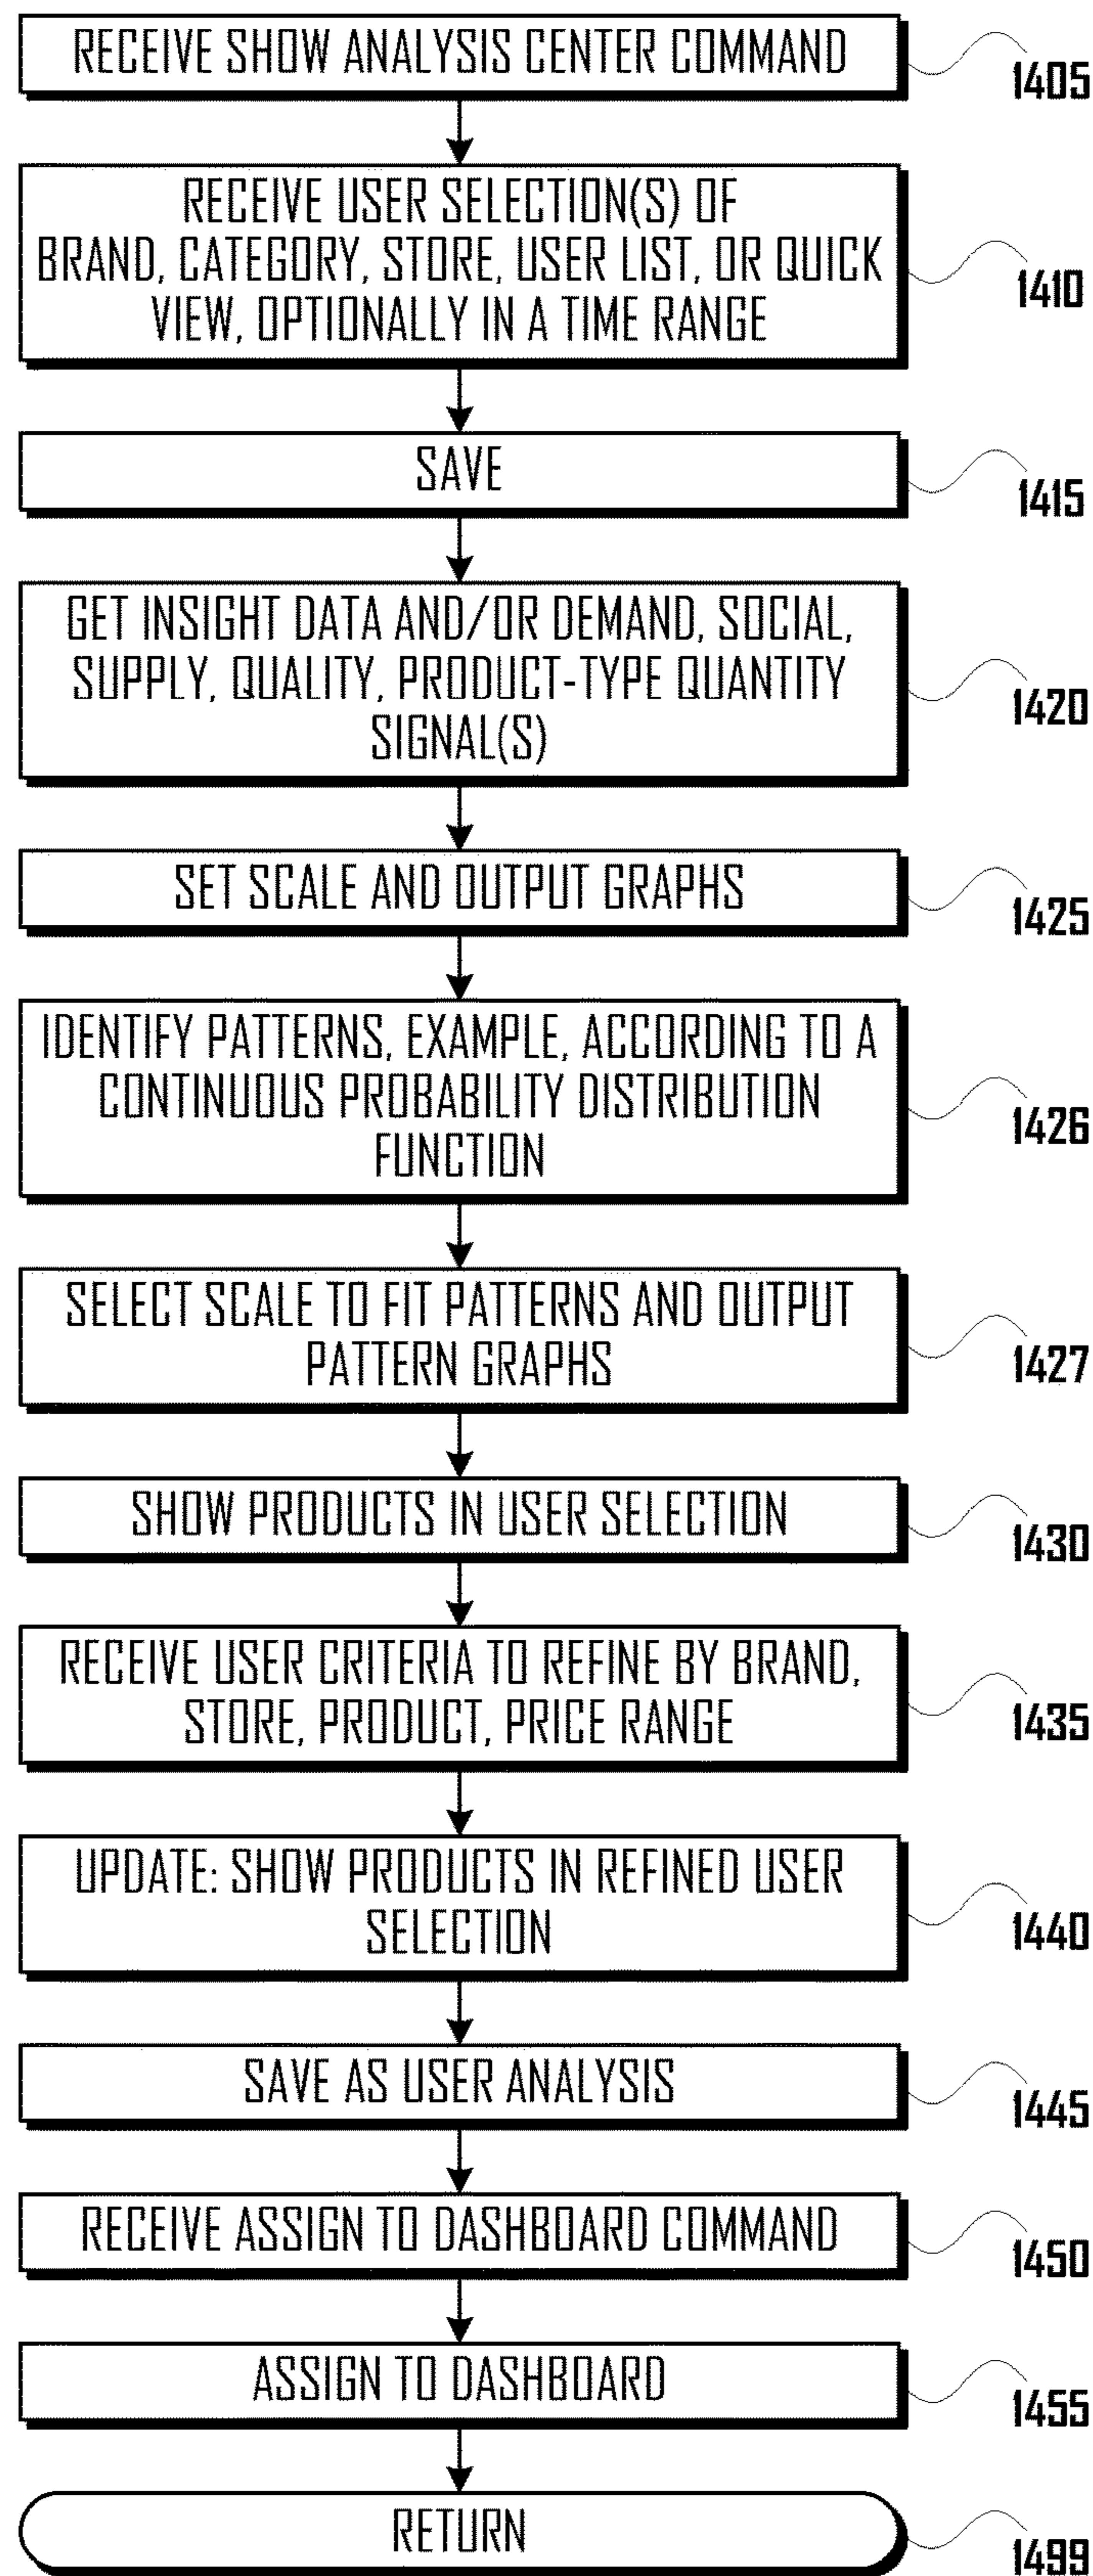 RECEIVE SHOW ANALYSIS CENTER COMMAND
1405
RECEIVE USER SELECTION(S) OF
BRAND, CATEGORY, STORE, USER LIST, OR QUICK
VIEW, OPTIONALLY IN A TIME RANGE
1410
SAVE
1415
GET INSIGHT DATA AND/OR DEMAND, SOCIAL,
SUPPLY, QUALITY, PRODUCT-TYPE QUANTITY
SIGNAL(S)
1420
SET SCALE AND OUTPUT GRAPHS
1425
IDENTIFY PATTERNS, EXAMPLE, ACCORDING TO A
CONTINUOUS PROBABILITY DISTRIBUTION
FUNCTION
1426
SELECT SCALE TO FIT PATTERNS AND OUTPUT
PATTERN GRAPHS
1427
SHOW PRODUCTS IN USER SELECTION
1430
RECEIVE USER CRITERIA TO REFINE BY BRAND,
STORE, PRODUCT, PRICE RANGE
1435
UPDATE: SHOW PRODUCTS IN REFINED USER
SELECTION
1440
SAVE AS USER ANALYSIS
1445
RECEIVE ASSIGN TO DASHBOARD COMMAND
1450
ASSIGN TO DASHBOARD
1455
RETURN
1499